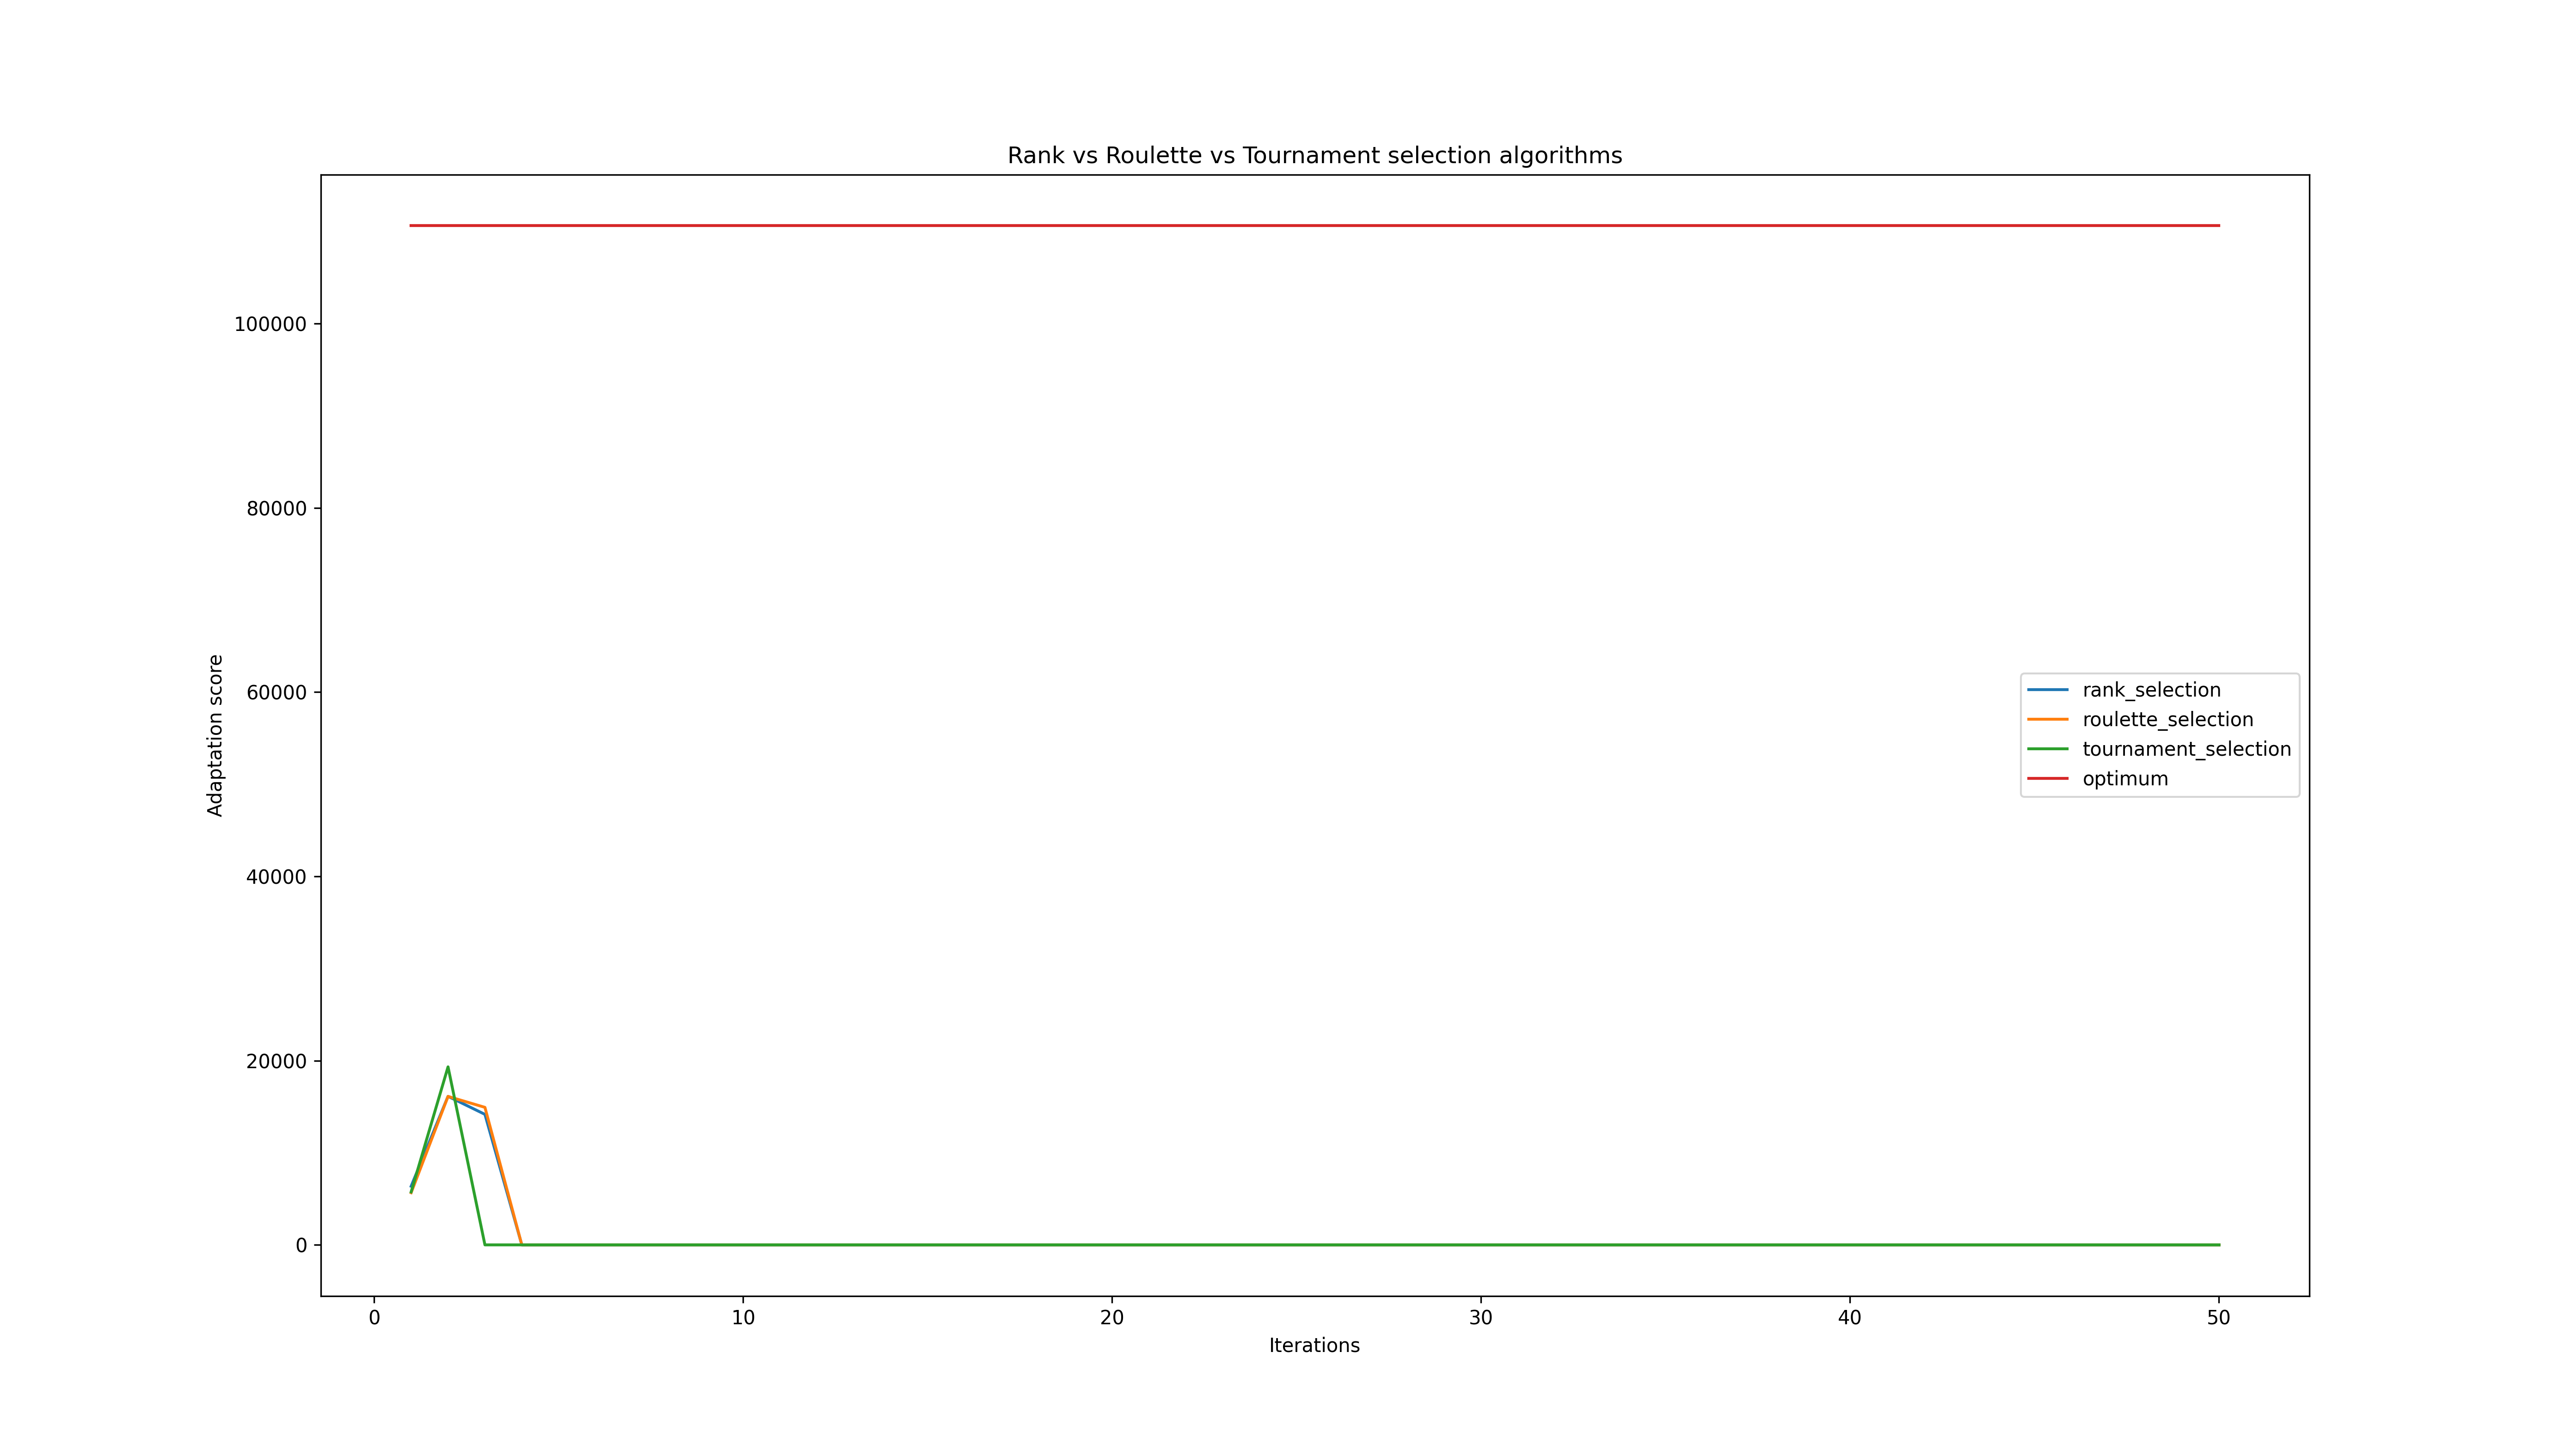 Rank vs Roulette vs Tournament selection algorithms
100000
80000
60000
40000
20000
0
Adaptation score
rank_selection
roulette_selection
tournament_selection
optimum
0 10 20 30 40 50
Iterations